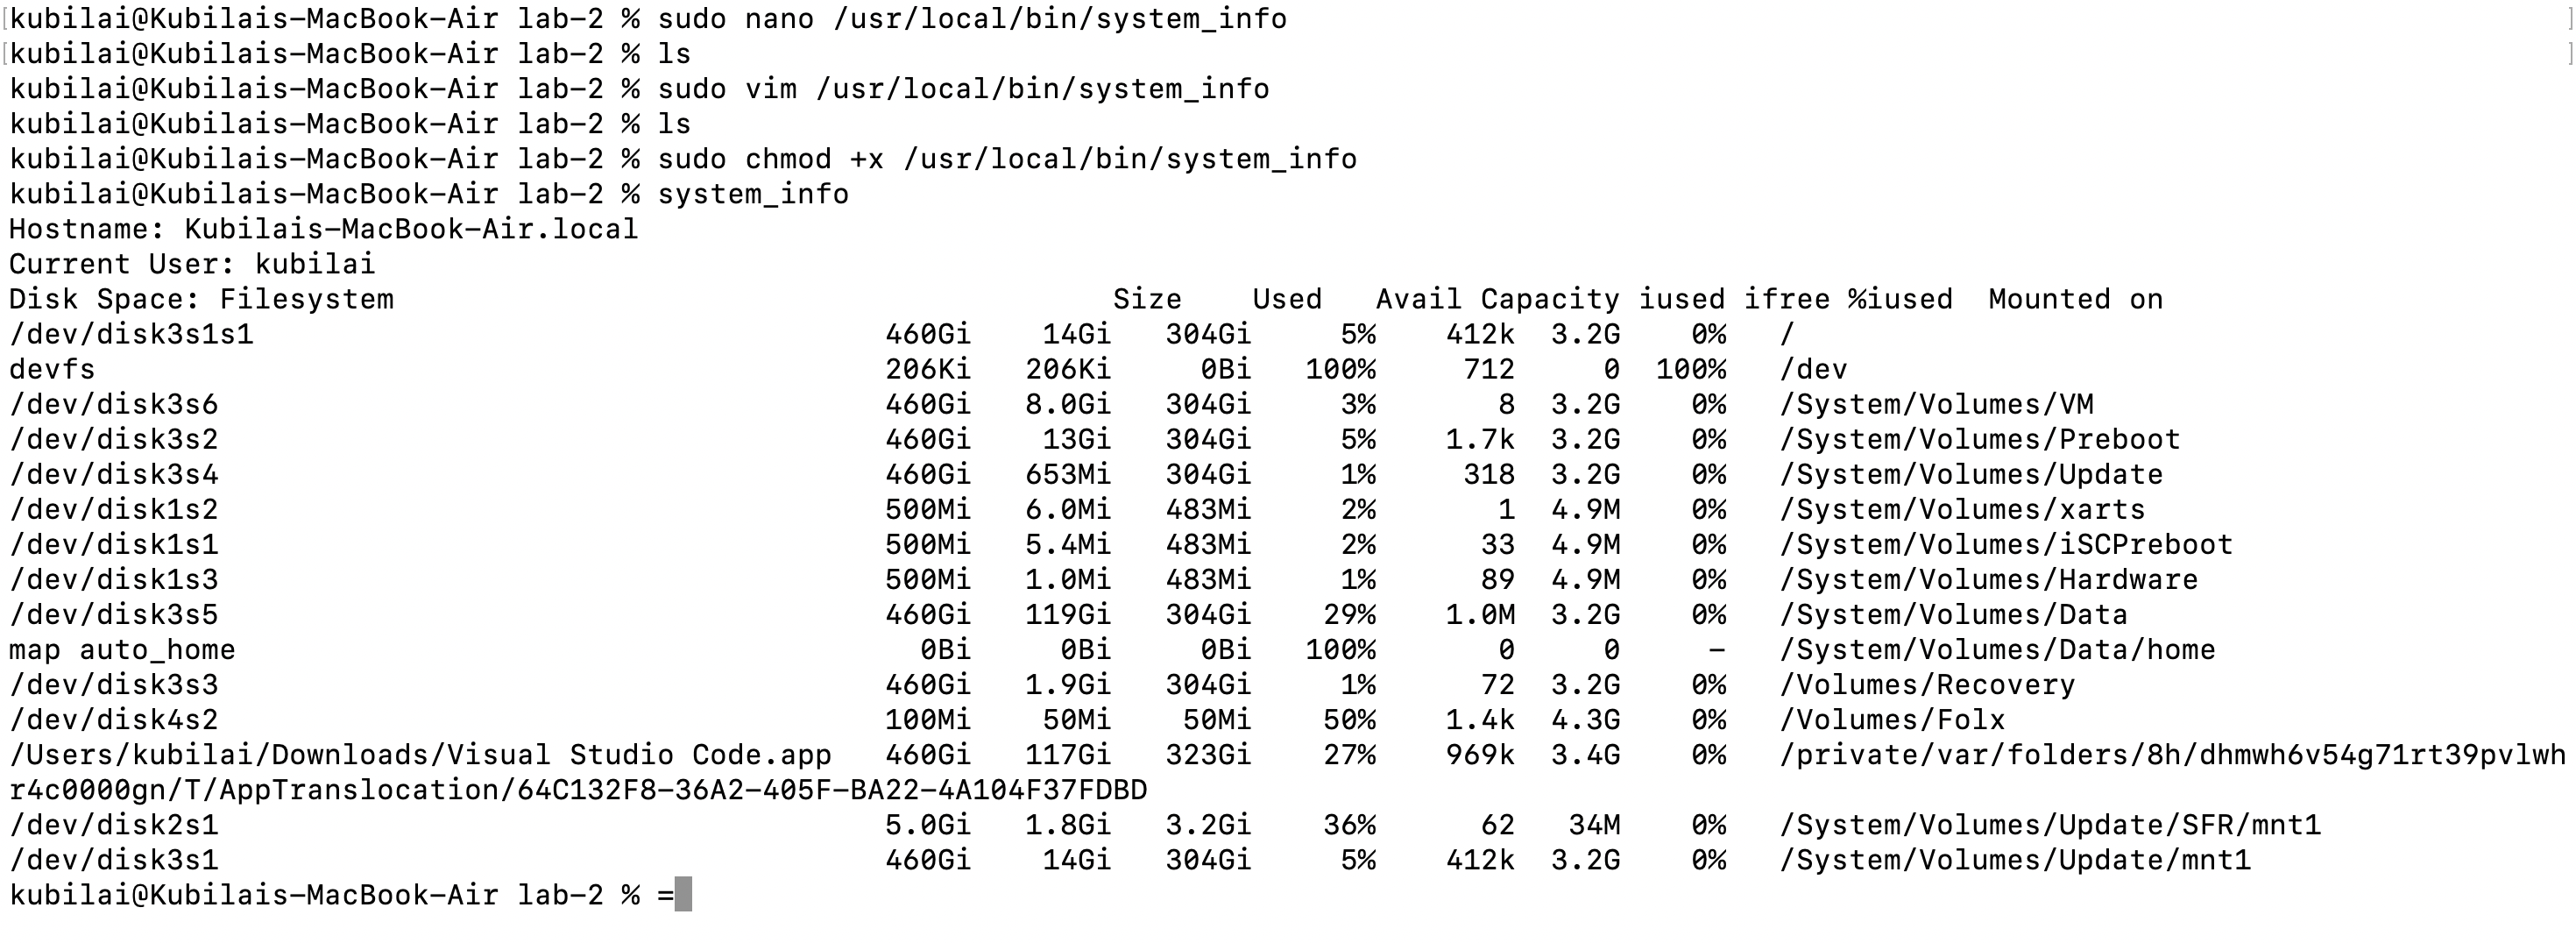 [kubilai@Kubilais-MacBook-Air lab-2 % sudo nano /usr/local/bin/system_info ]
[kubilai@Kubilais-MacBook-Air lab-2 % ls ]
kubilai@Kubilais-MacBook-Air lab-2 % sudo vim /usr/local/bin/system_info
kubilai@Kubilais-MacBook-Air lab-2 % ls
kubilai@Kubilais-MacBook-Air lab-2 % sudo chmod +x /usr/local/bin/system_info
kubilai@Kubilais-MacBook-Air lab-2 % system_info
Hostname: Kubilais-MacBook-Air.local
Current User: kubilai
Disk Space: Filesystem Size Used Avail Capacity iused ifree %iused Mounted on
/dev/disk3s1s1 460Gi 14Gi 304Gi 5% 412k 3.2G 0% /
devfs 206Ki 206Ki 0Bi 100% 712 0 100% /dev
/dev/disk3s6 460Gi 8.0Gi 304Gi 3% 8 3.2G 0% /System/Volumes/VM
/dev/disk3s2 460Gi 13Gi 304Gi 5% 1.7k 3.2G 0% /System/Volumes/Preboot
/dev/disk3s4 460Gi 653Mi 304Gi 1% 318 3.2G 0% /System/Volumes/Update
/dev/disk1s2 500Mi 6.0Mi 483Mi 2% 1 4.9M 0% /System/Volumes/xarts
/dev/disk1s1 500Mi 5.4Mi 483Mi 2% 33 4.9M 0% /System/Volumes/iSCPreboot
/dev/disk1s3 500Mi 1.0Mi 483Mi 1% 89 4.9M 0% /System/Volumes/Hardware
/dev/disk3s5 460Gi 119Gi 304Gi 29% 1.0M 3.2G 0% /System/Volumes/Data
map auto_home 0Bi 0Bi 0Bi 100% 0 0 - /System/Volumes/Data/home
/dev/disk3s3 460Gi 1.9Gi 304Gi 1% 72 3.2G 0% /Volumes/Recovery
/dev/disk4s2 100Mi 50Mi 50Mi 50% 1.4k 4.3G 0% /Volumes/Folx
/Users/kubilai/Downloads/Visual Studio Code.app 460Gi 117Gi 323Gi 27% 969k 3.4G 0% /private/var/folders/8h/dhmwh6v54g71rt39pvlwh
r4c0000gn/T/AppTranslocation/64C132F8-36A2-405F-BA22-4A104F37FDBD
/dev/disk2s1 5.0Gi 1.8Gi 3.2Gi 36% 62 34M 0% /System/Volumes/Update/SFR/mnt1
/dev/disk3s1 460Gi 14Gi 304Gi 5% 412k 3.2G 0% /System/Volumes/Update/mnt1
kubilai@Kubilais-MacBook-Air lab-2 % =